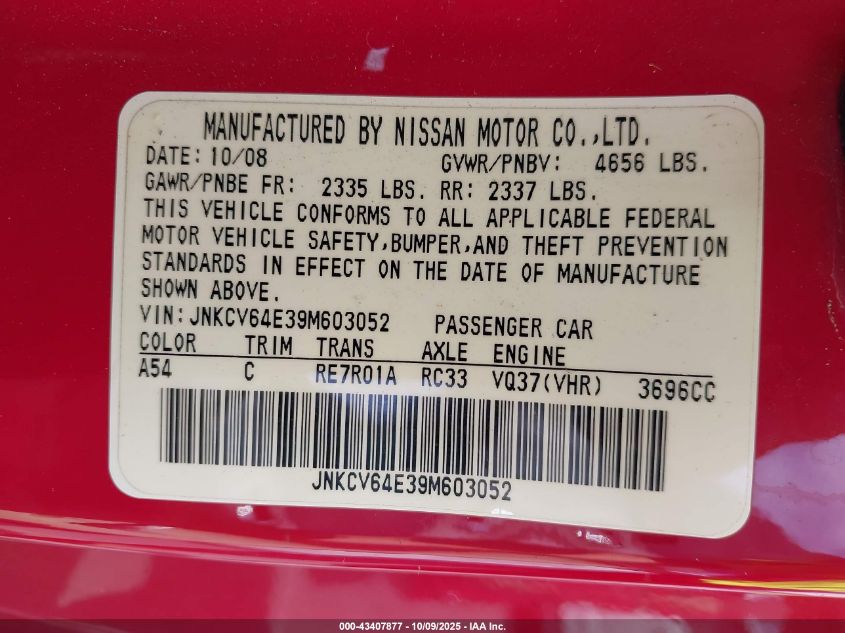 MANUFACTURED BY NISSAN MOTOR CO.,LTD.
DATE: 10/08 GVWR/PNBV: 4656 LBS.
GAWR/PNBE FR: 2335 LBS. RR: 2337 LBS.
THIS VEHICLE CONFORMS TO ALL APPLICABLE FEDERAL
MOTOR VEHICLE SAFETY,BUMPER,AND THEFT PREVENTION
STANDARDS IN EFFECT ON THE DATE OF MANUFACTURE
SHOWN ABOVE.
VIN:JNKCV64E39M603052 PASSENGER CAR
COLOR TRIM TRANS AXLE ENGINE
A54 C RE7R01A RC33 VQ37(VHR) 3696CC
JNKCV64E39M603052
000-43407877 - 10/09/2025 - IAA Inc.